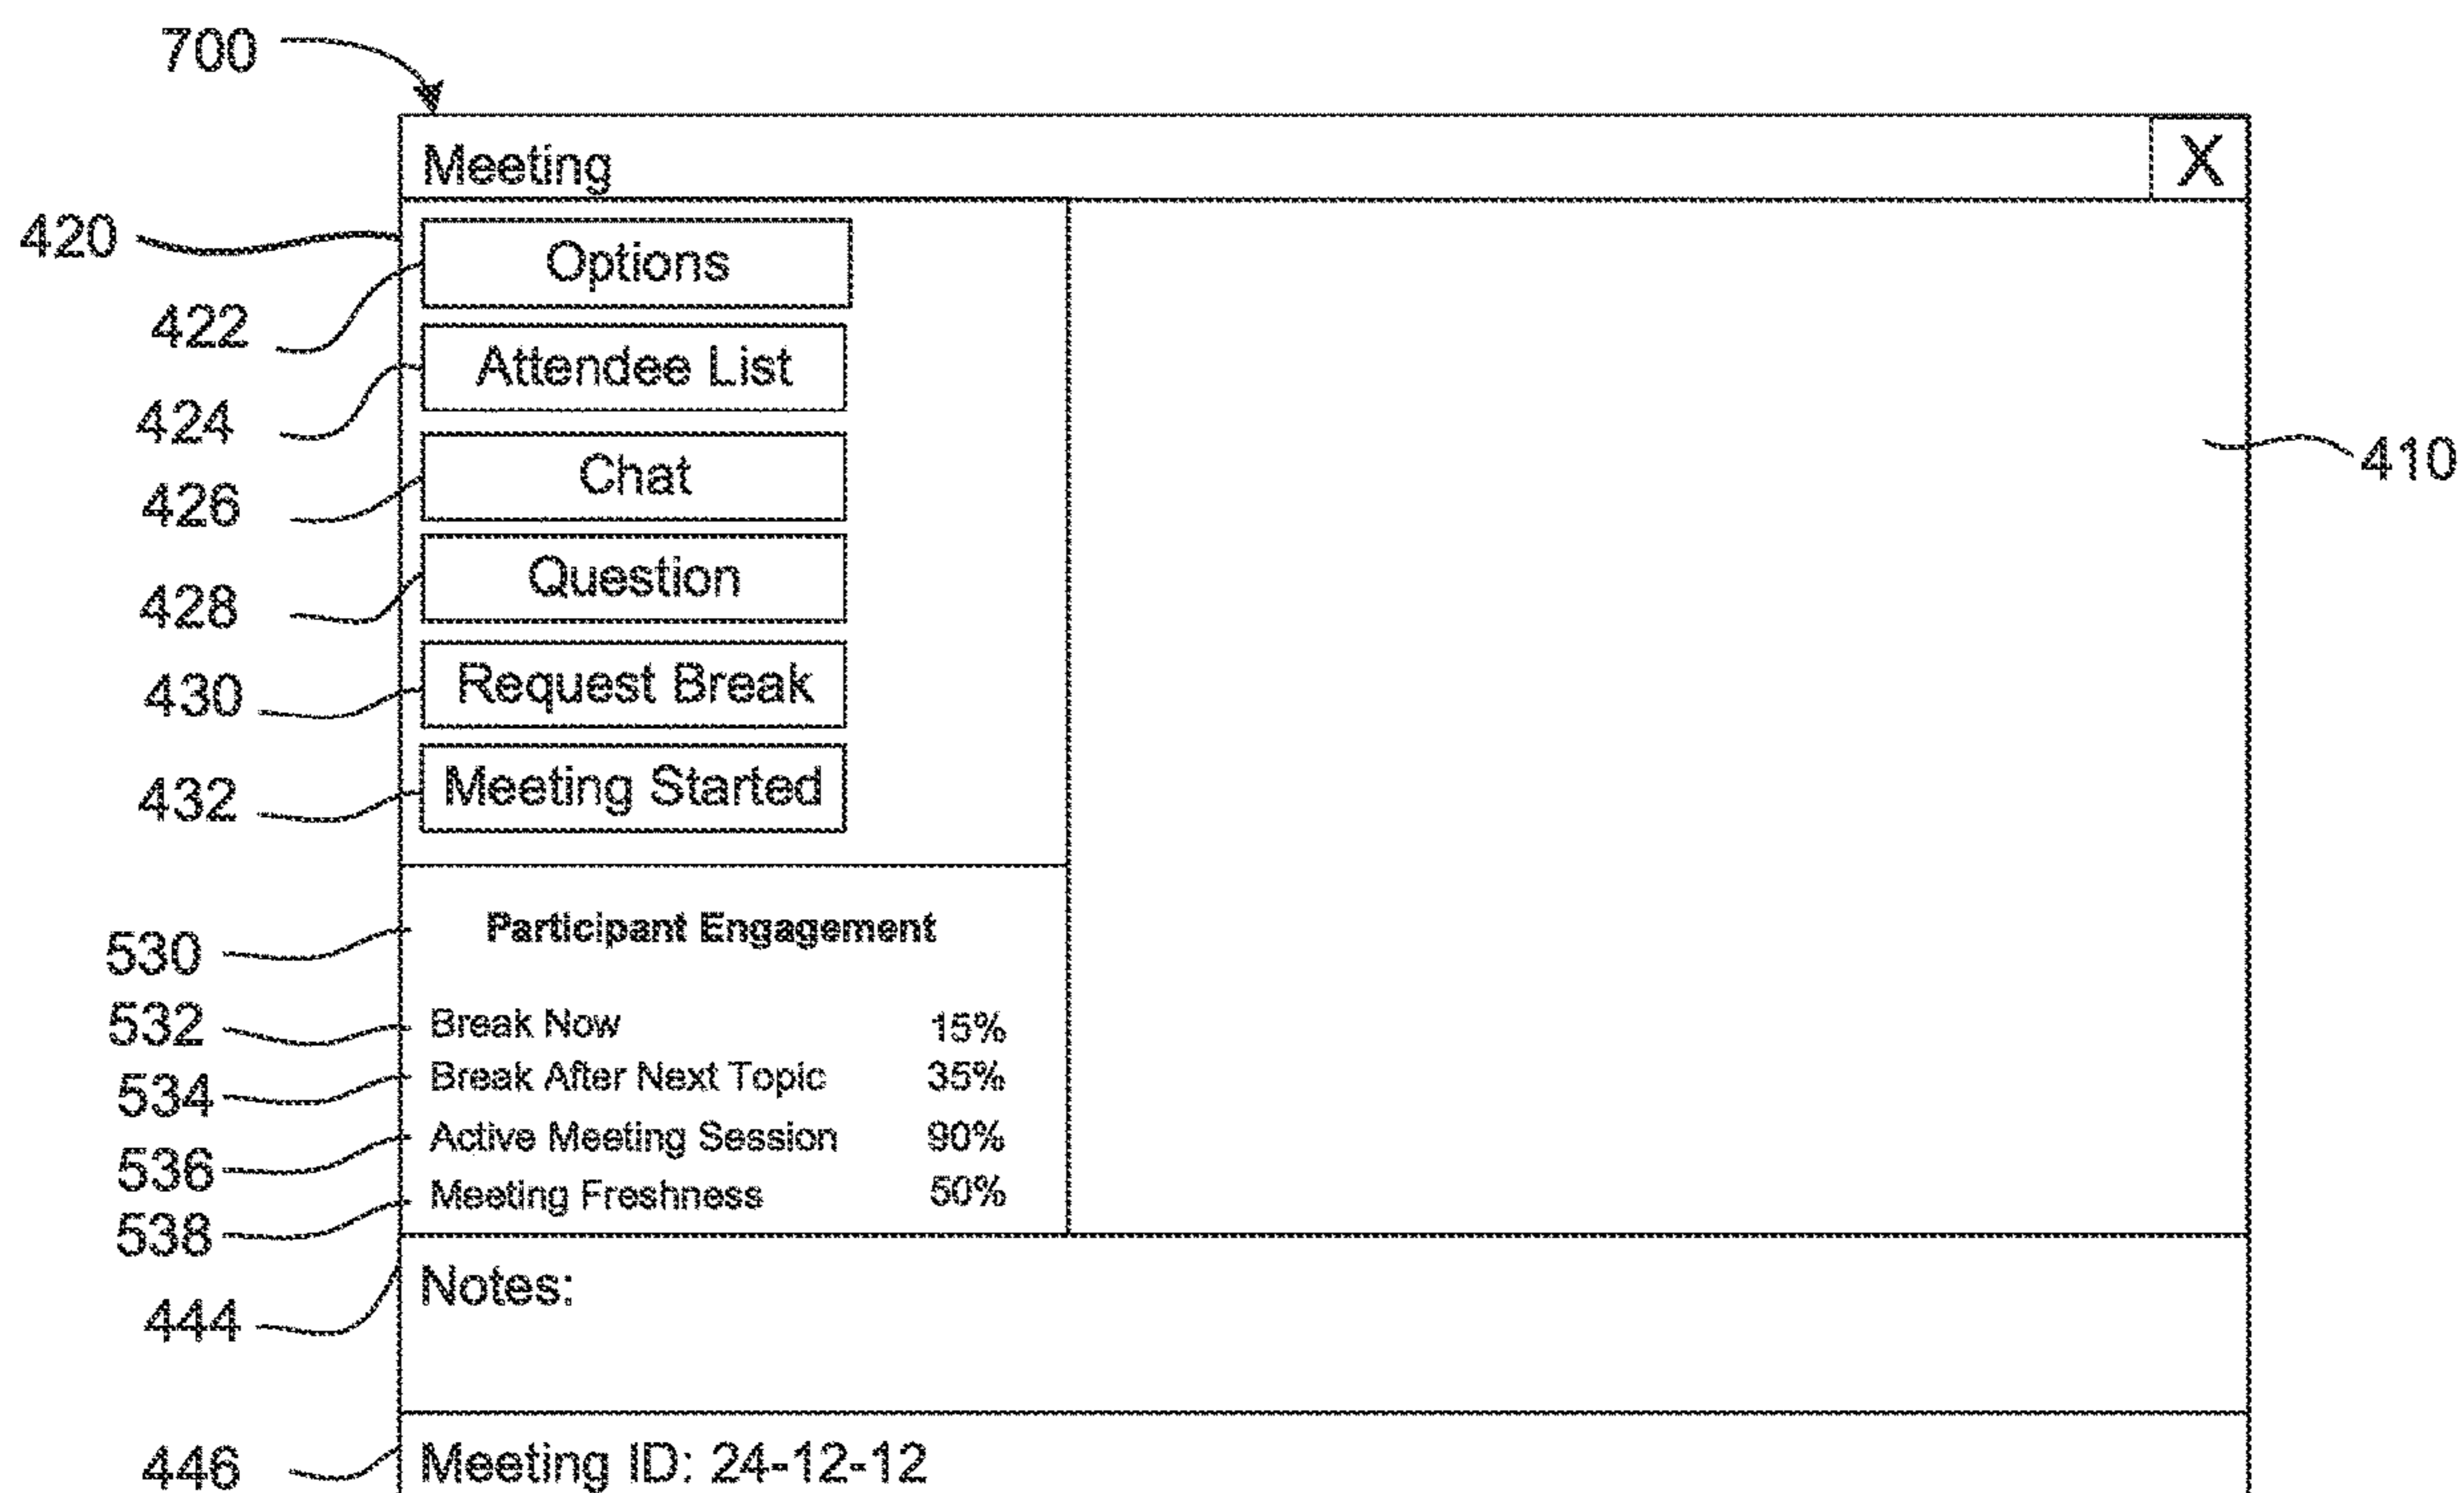 700
Meeting X
420
Options
422
Attendee List
424
Chat
410
426
Question
428
Request Break
430
Meeting Started
432
Participant Engagement
530
532 Break Now 15%
534 Break After Next Topic 35%
536 Active Meeting Session 90%
538 Meeting Freshness 50%
Notes:
444
446 Meeting ID: 24-12-12